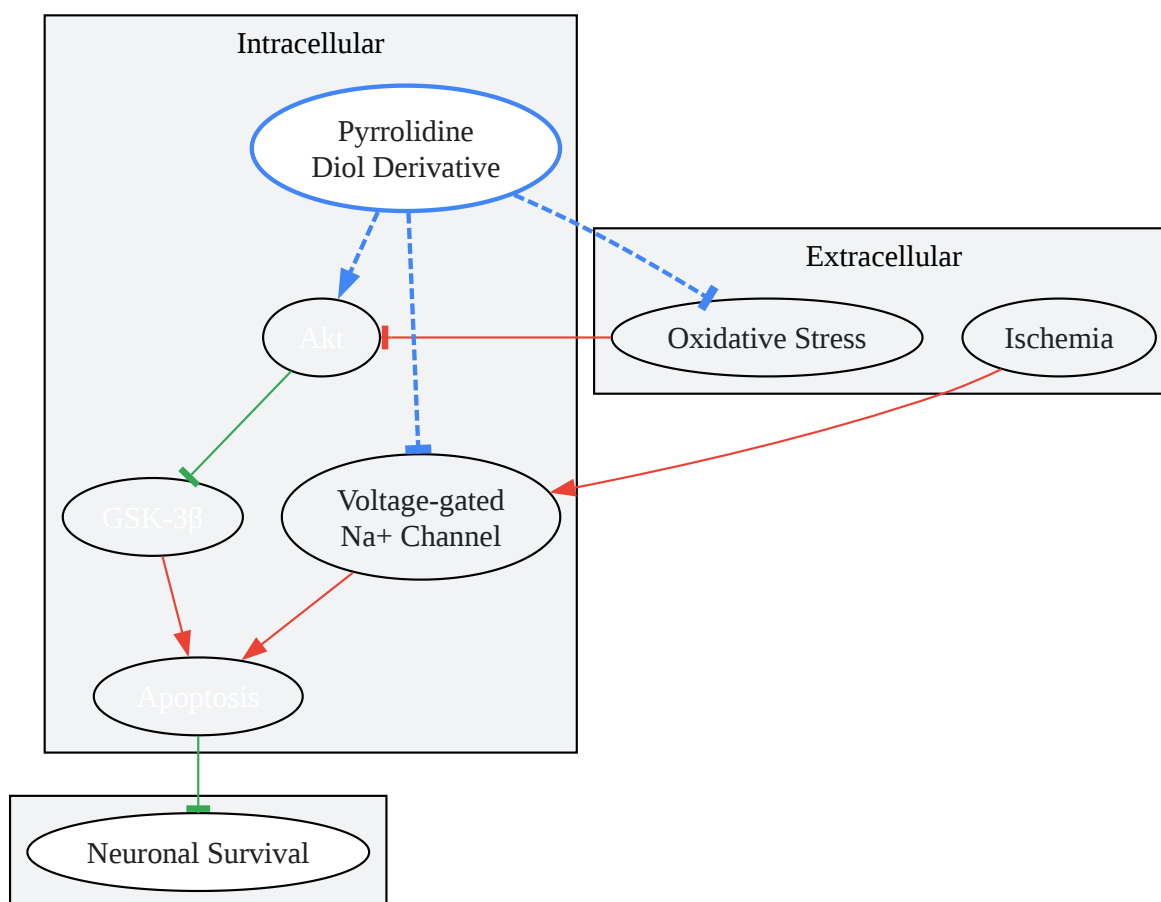 Intracellular
Pyrrolidine
Diol Derivative
Extracellular
Akt
Oxidative Stress
Ischemia
GSK-3β
Voltage-gated
Na+ Channel
Apoptosis
Neuronal Survival